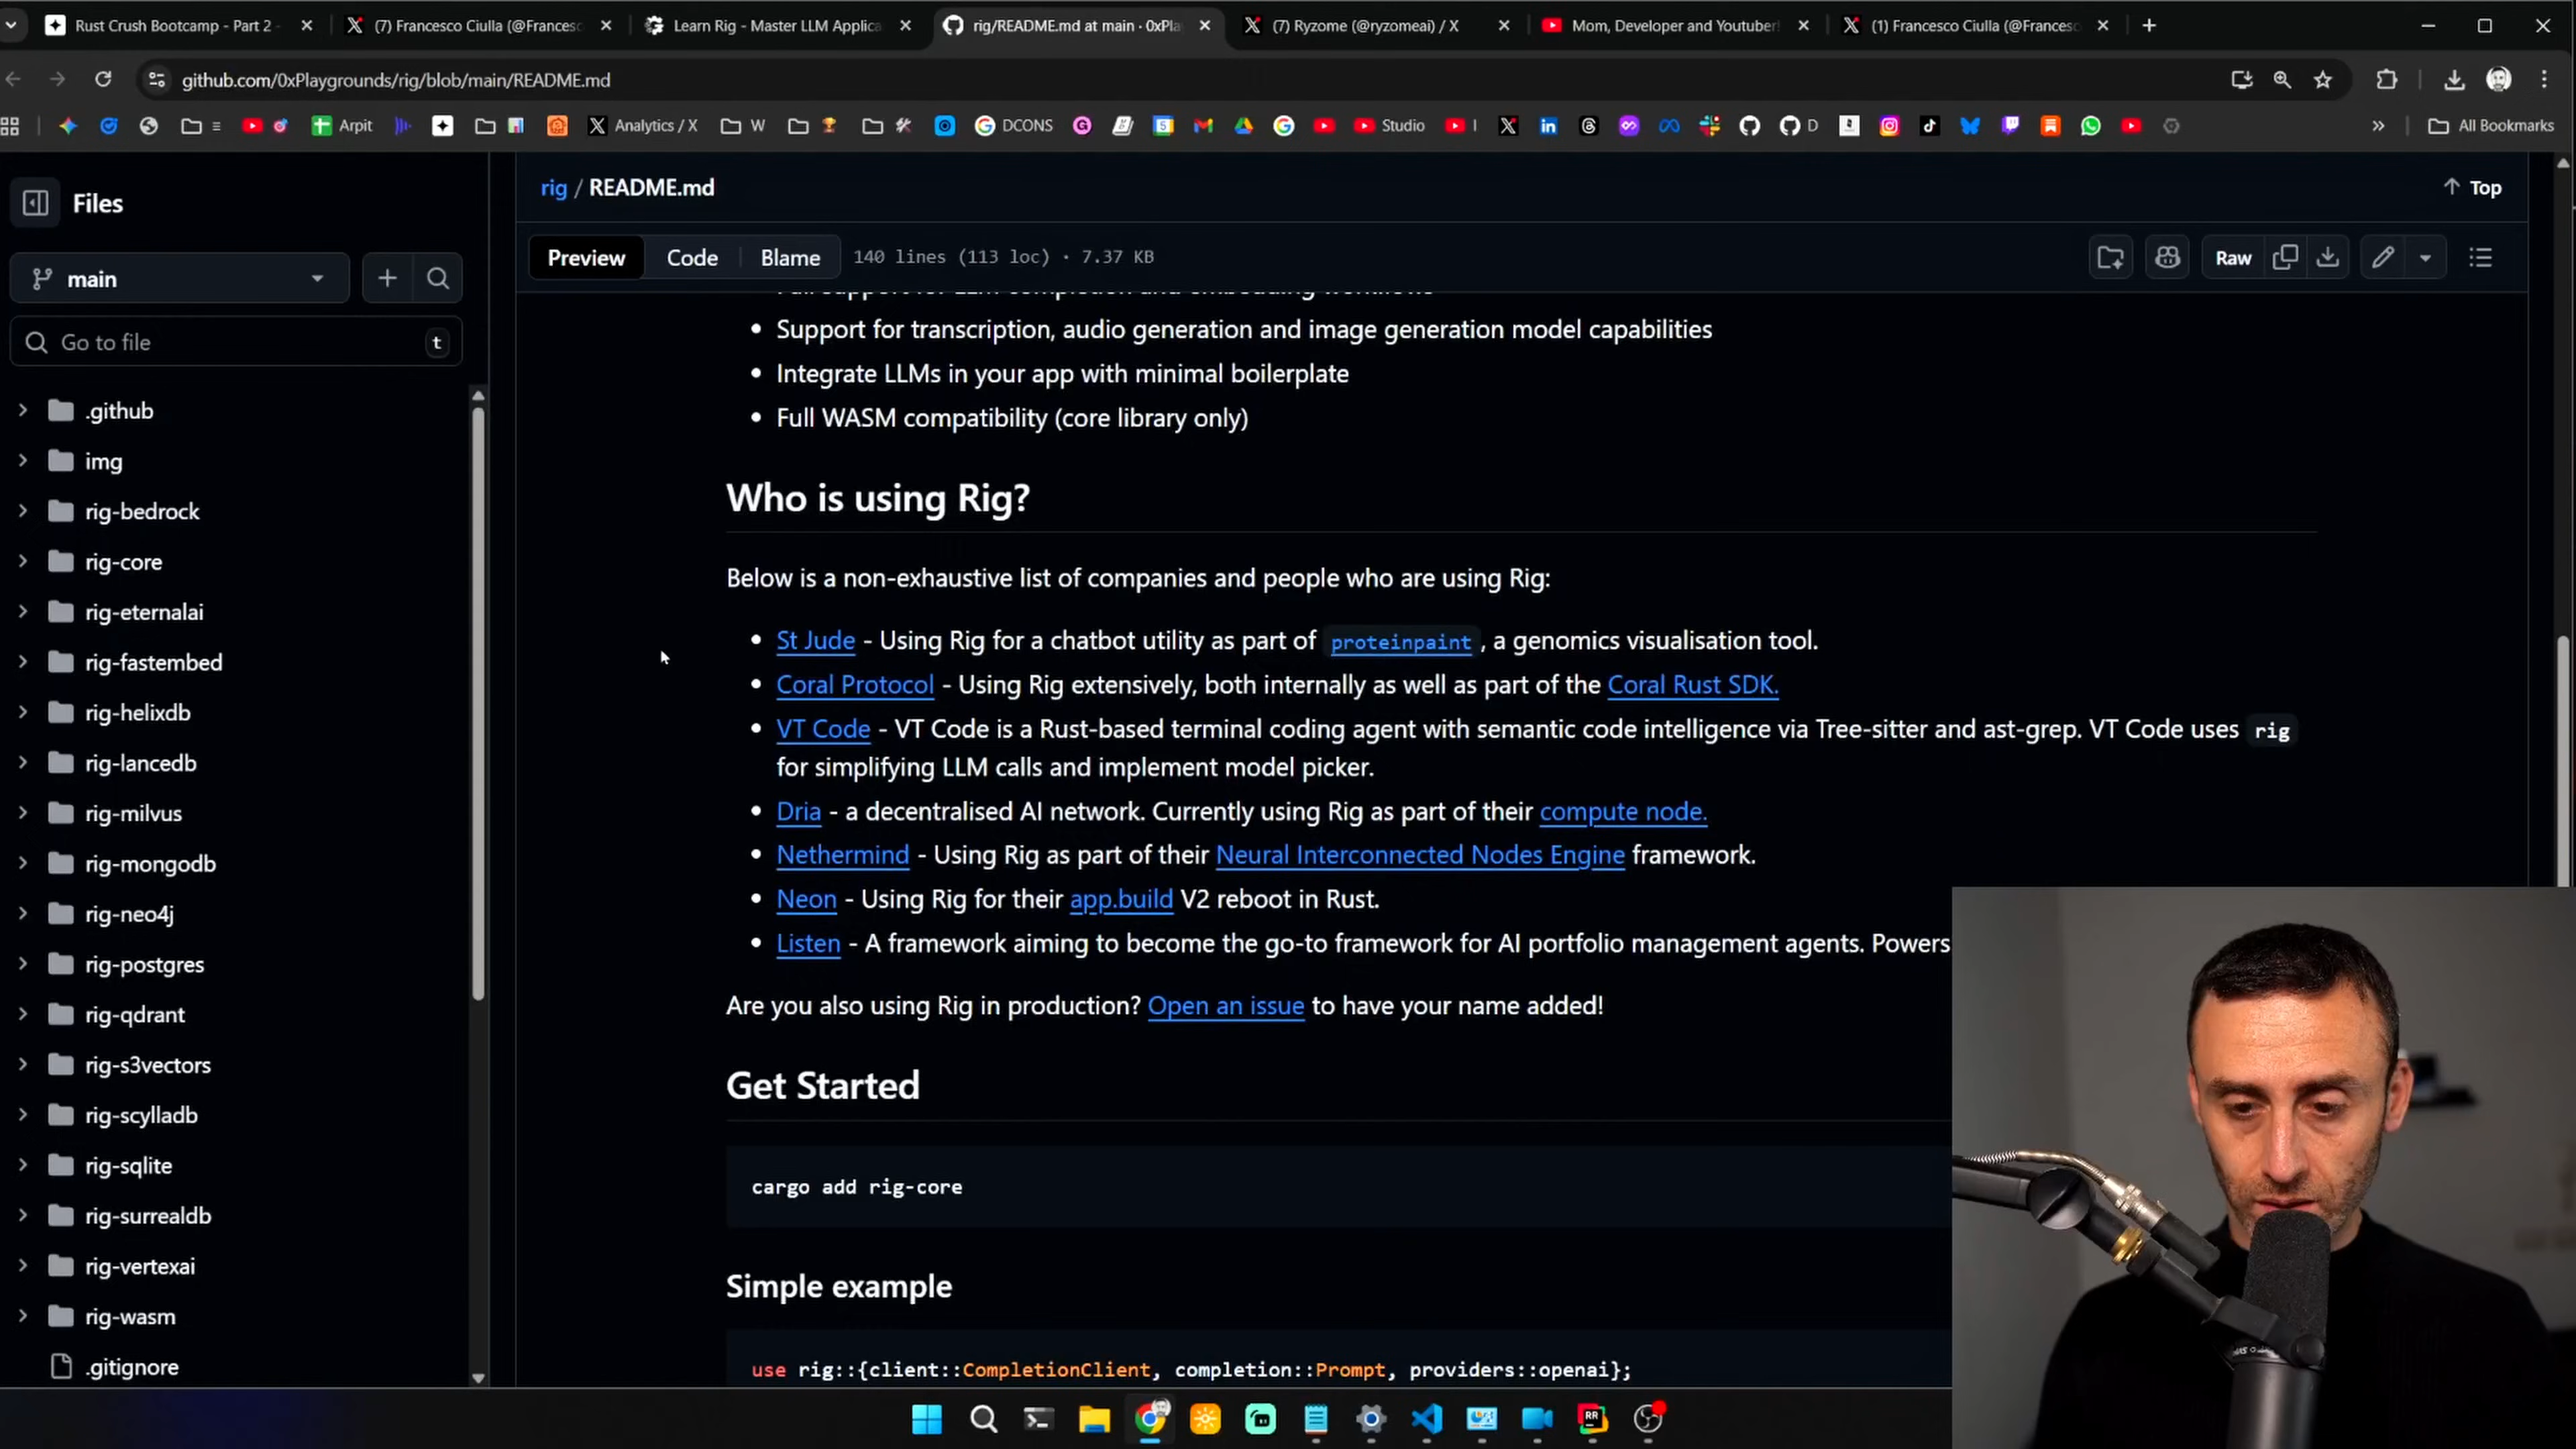 Rust Crush Bootcamp - Part 2 -
(7) Francesco Ciulla (@Francesc
Learn Rig - Master LLM Applica
rig/README.md at main · 0xPla
(7) Ryzome (@ryzomeai) / X
Mom, Developer and Youtuber!
(1) Francesco Ciulla (@Francesc
github.com/0xPlaygrounds/rig/blob/main/README.md
Arpit
Analytics / X
W
DCONS
Studio
I
D
All Bookmarks
Files
rig / README.md
Top
main
Preview
Code
Blame
140 lines (113 loc) · 7.37 KB
Raw
Go to file
t
.github
img
rig-bedrock
rig-core
rig-eternalai
rig-fastembed
rig-helixdb
rig-lancedb
rig-milvus
rig-mongodb
rig-neo4j
rig-postgres
rig-qdrant
rig-s3vectors
rig-scylladb
rig-sqlite
rig-surrealdb
rig-vertexai
rig-wasm
.gitignore
Full support for LLM completion and embedding workflows
Support for transcription, audio generation and image generation model capabilities
Integrate LLMs in your app with minimal boilerplate
Full WASM compatibility (core library only)
Who is using Rig?
Below is a non-exhaustive list of companies and people who are using Rig:
St Jude - Using Rig for a chatbot utility as part of proteinpaint, a genomics visualisation tool.
Coral Protocol - Using Rig extensively, both internally as well as part of the Coral Rust SDK.
VT Code - VT Code is a Rust-based terminal coding agent with semantic code intelligence via Tree-sitter and ast-grep. VT Code uses rig
for simplifying LLM calls and implement model picker.
Dria - a decentralised AI network. Currently using Rig as part of their compute node.
Nethermind - Using Rig as part of their Neural Interconnected Nodes Engine framework.
Neon - Using Rig for their app.build V2 reboot in Rust.
Listen - A framework aiming to become the go-to framework for AI portfolio management agents. Powers
Are you also using Rig in production? Open an issue to have your name added!
Get Started
cargo add rig-core
Simple example
use rig::{client::CompletionClient, completion::Prompt, providers::openai};